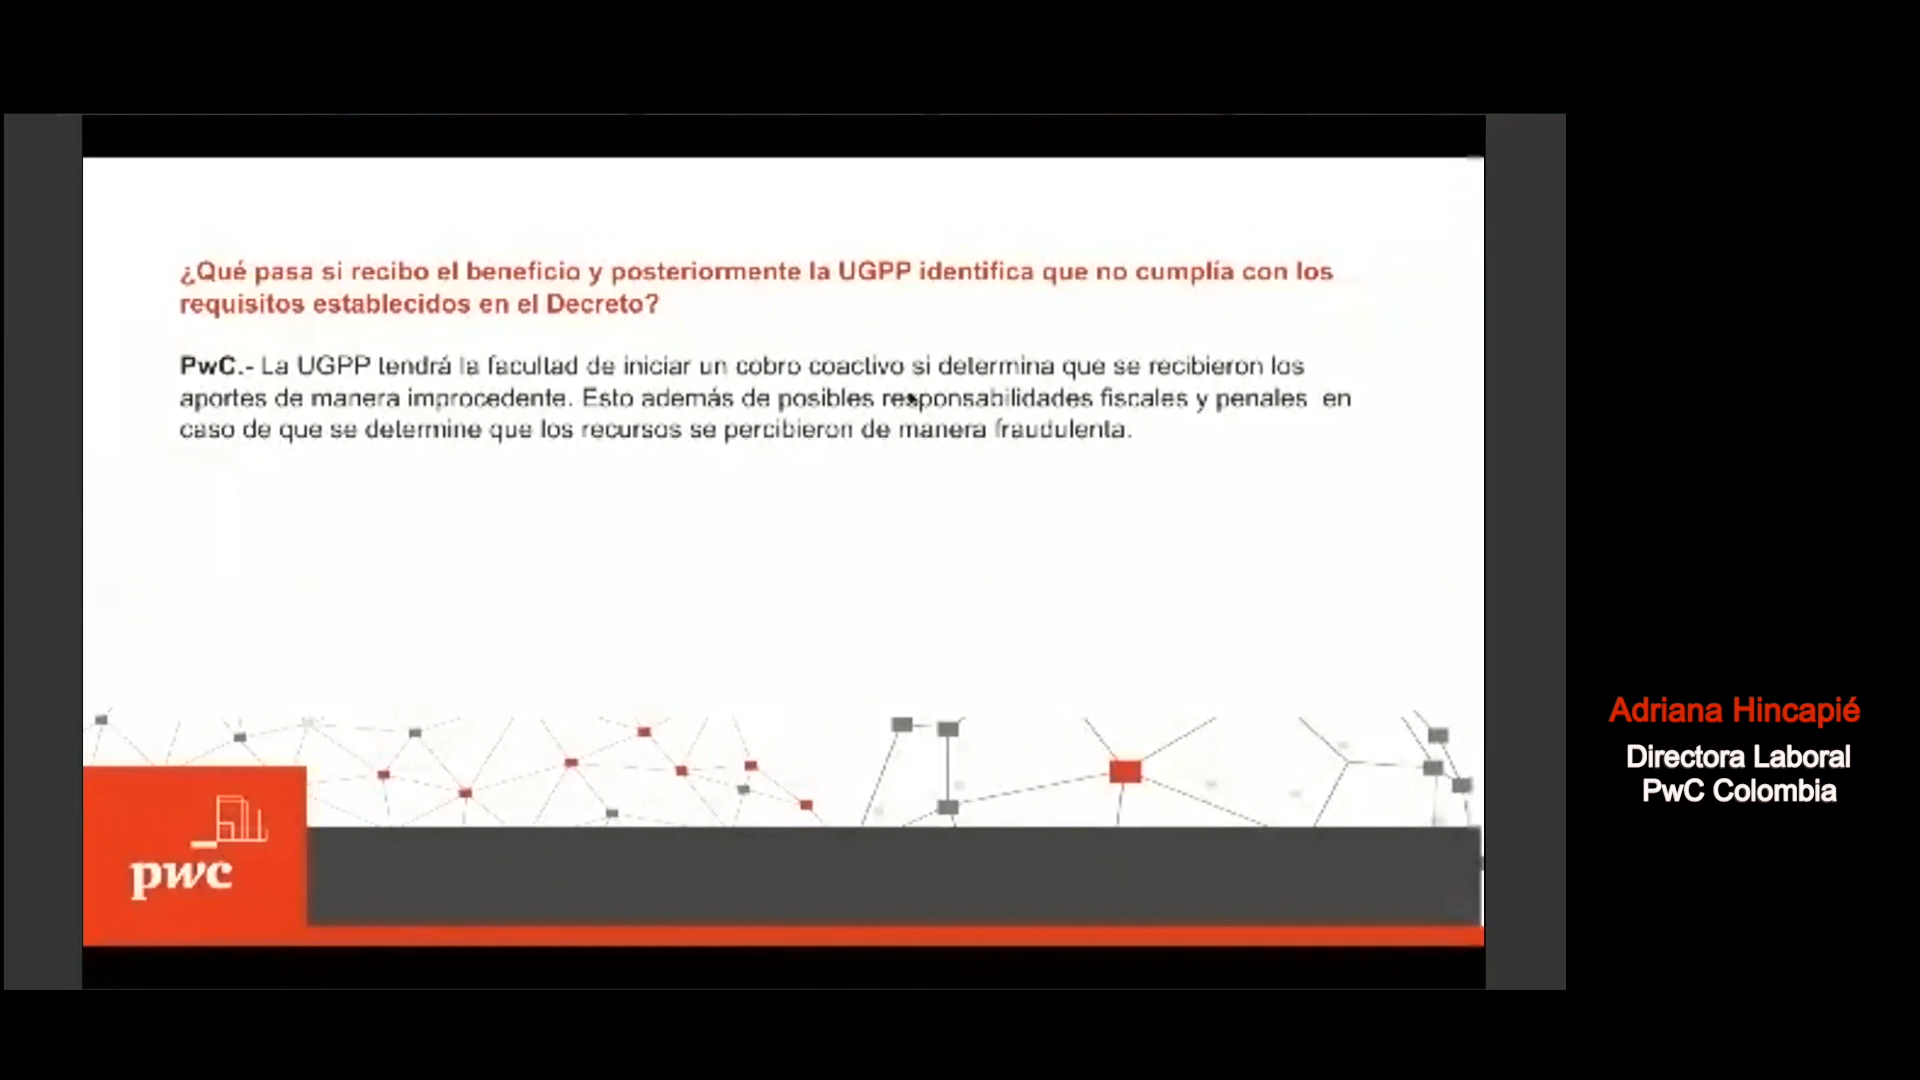 ¿Qué pasa si recibo el beneficio y posteriormente la UGPP identifica que no cumplía con los
requisitos establecidos en el Decreto?
PwC.- La UGPP tendrá la facultad de iniciar un cobro coactivo si determina que se recibieron los
aportes de manera improcedente. Esto además de posibles responsabilidades fiscales y penales en
caso de que se determine que los recursos se percibieron de manera fraudulenta.
Adriana Hincapié
Directora Laboral
PwC Colombia
pwc